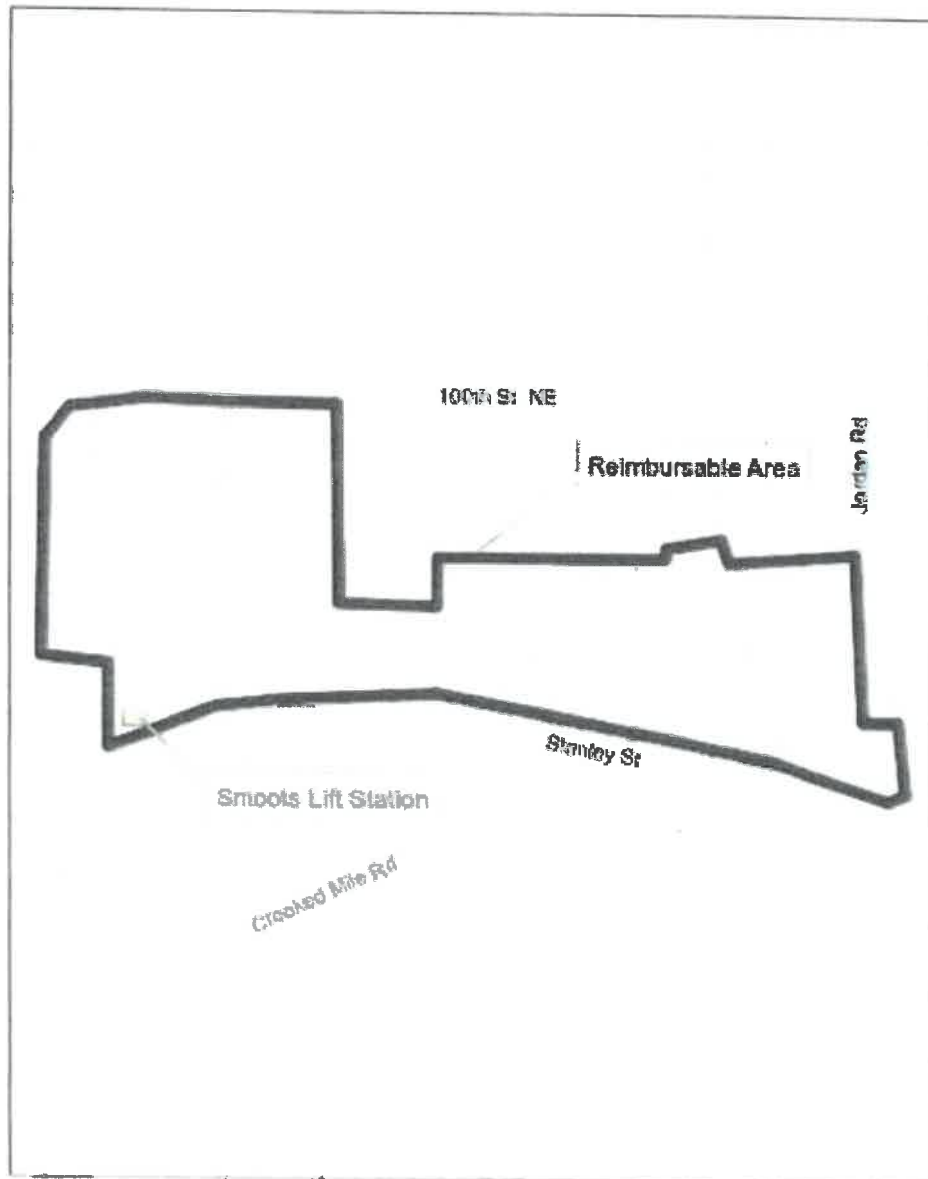 100th St NE
Jordan Rd
Reimbursable Area
Stanley St
Smoots Lift Station
Crooked Mile Rd